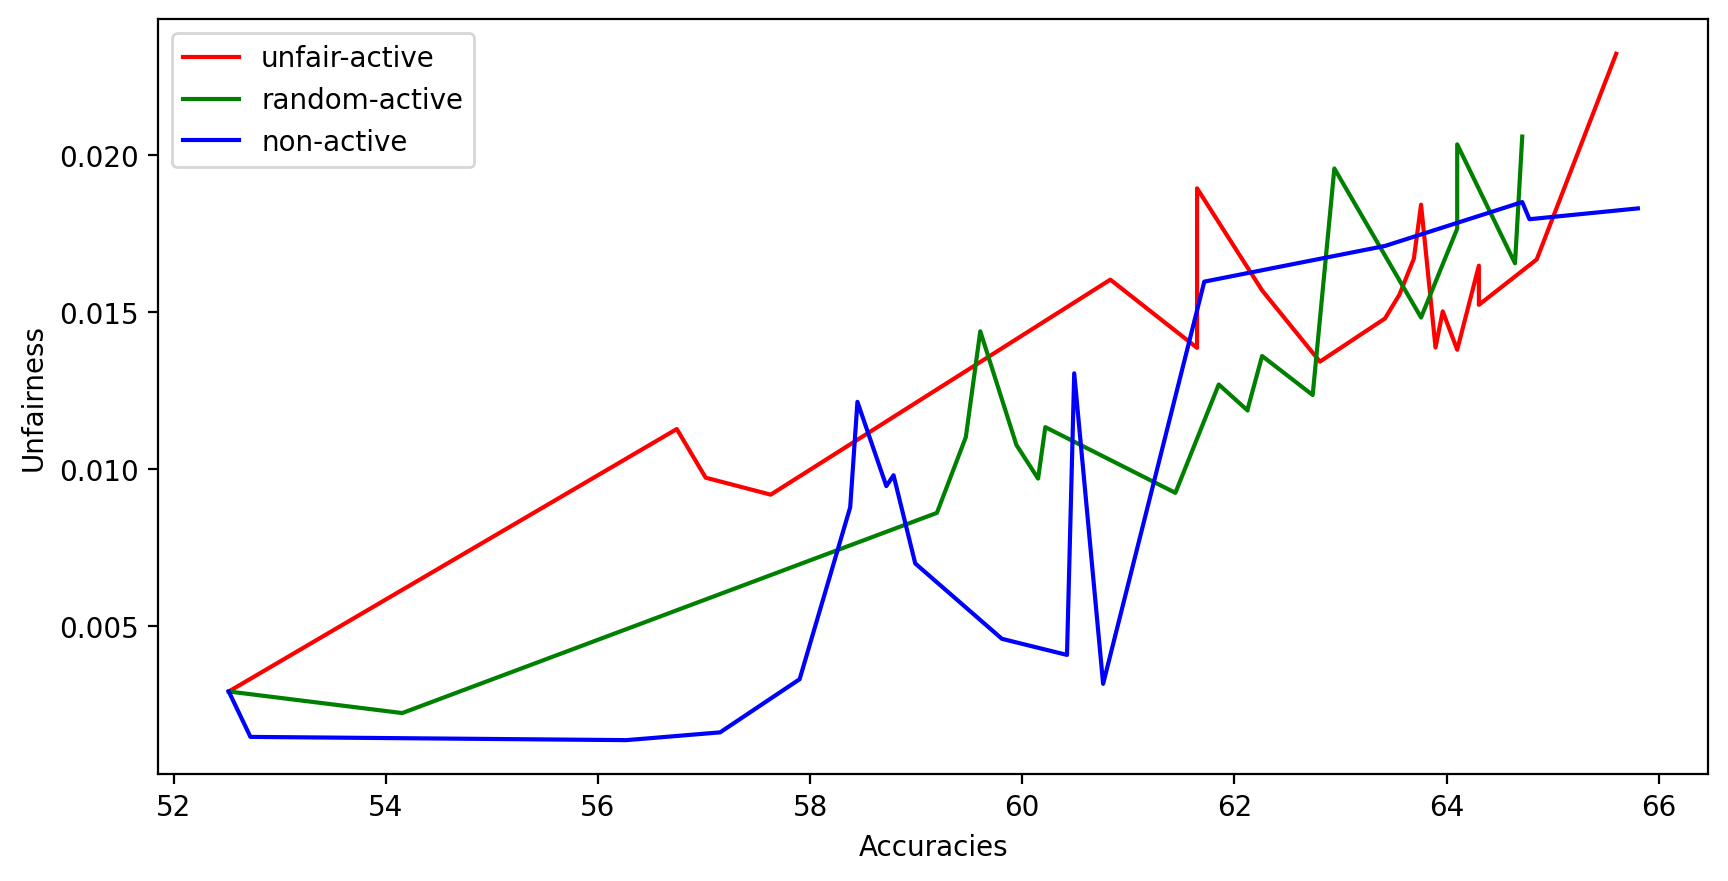 unfair-active
random-active
non-active
0.020
0.015
0.010
0.005
Unfairness
52 54 56 58 60 62 64 66
Accuracies